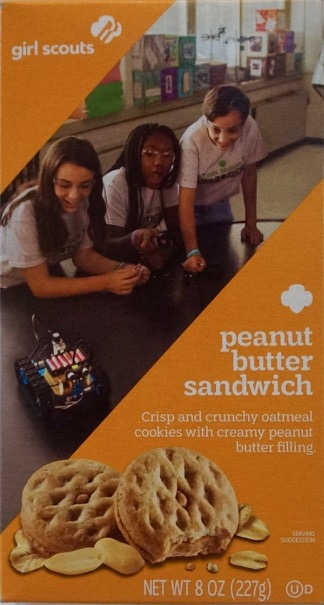 girl scouts
peanut
butter
sandwich
Crisp and crunchy oatmeal
cookies with creamy peanut
butter filling.
SERVING
SUGGESTION
NET WT 8 OZ (227g) U D